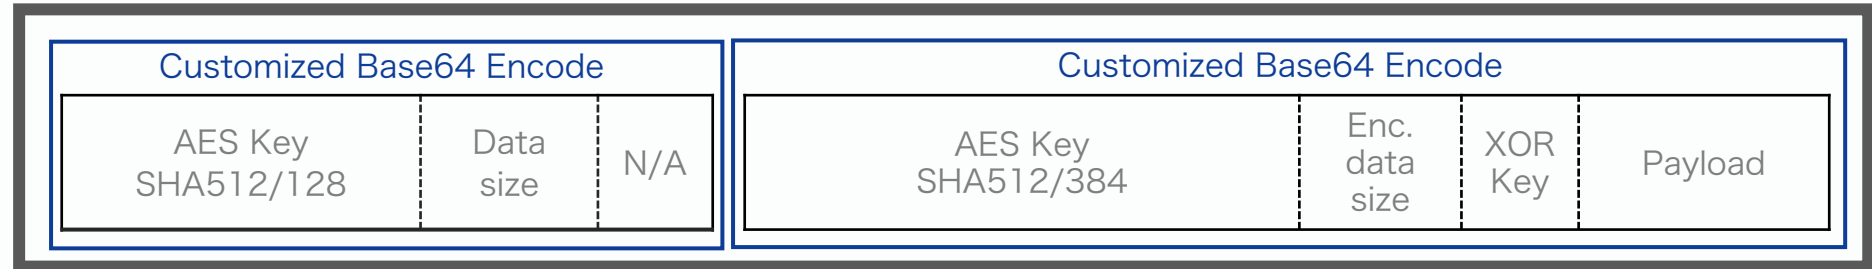 Customized Base64 Encode
AES Key
SHA512/128
Data
size
N/A
Customized Base64 Encode
AES Key
SHA512/384
Enc.
data
size
XOR
Key
Payload